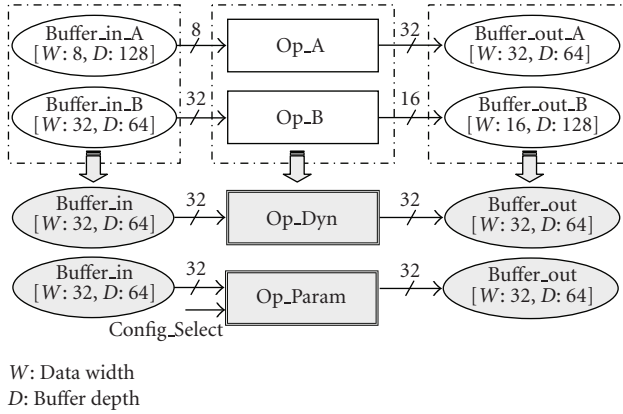 Buffer_in_A
[W: 8, D: 128]
8
Op_A
32
Buffer_out_A
[W: 32, D: 64]
Buffer_in_B
[W: 32, D: 64]
32
Op_B
16
Buffer_out_B
[W: 16, D: 128]
Buffer_in
[W: 32, D: 64]
32
Op_Dyn
32
Buffer_out
[W: 32, D: 64]
Buffer_in
[W: 32, D: 64]
32
Op_Param
32
Buffer_out
[W: 32, D: 64]
Config_Select
W: Data width
D: Buffer depth